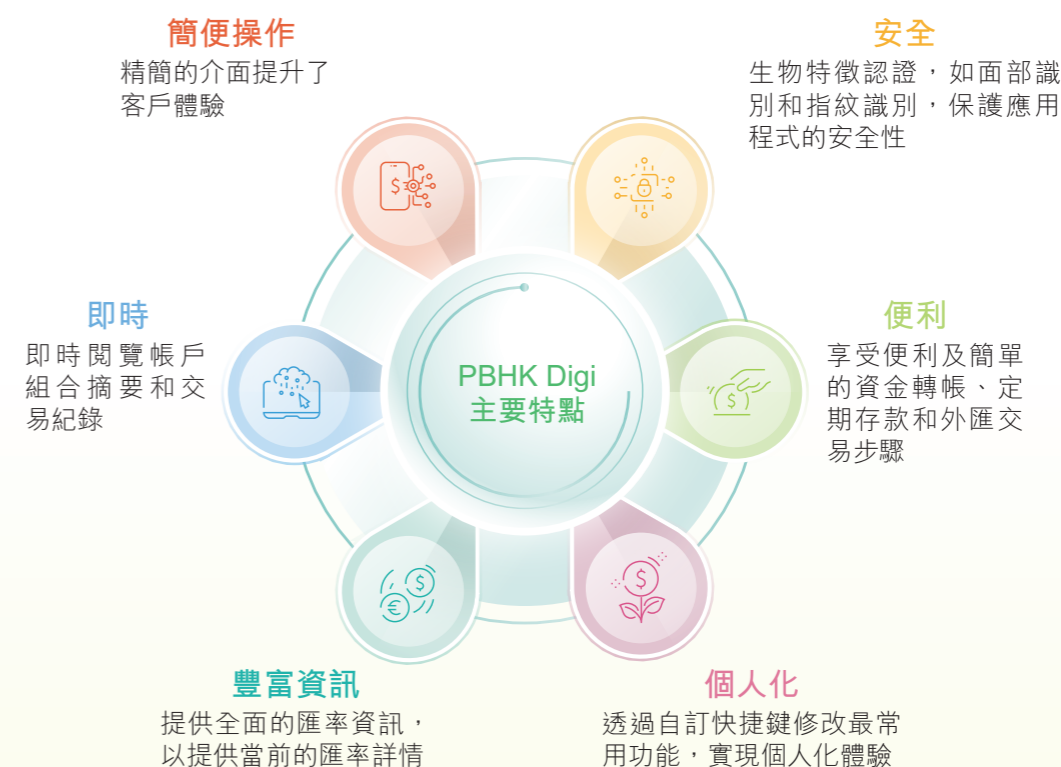 簡便操作
精簡的介面提升了
客戶體驗
安全
生物特徵認證，如面部識
別和指紋識別，保護應用
程式的安全性
即時
即時閱覽帳戶
組合摘要和交
易紀錄
PBHK Digi
主要特點
便利
享受便利及簡單
的資金轉帳、定
期存款和外匯交
易步驟
豐富資訊
提供全面的匯率資訊，
以提供當前的匯率詳情
個人化
透過自訂快捷鍵修改最常
用功能，實現個人化體驗